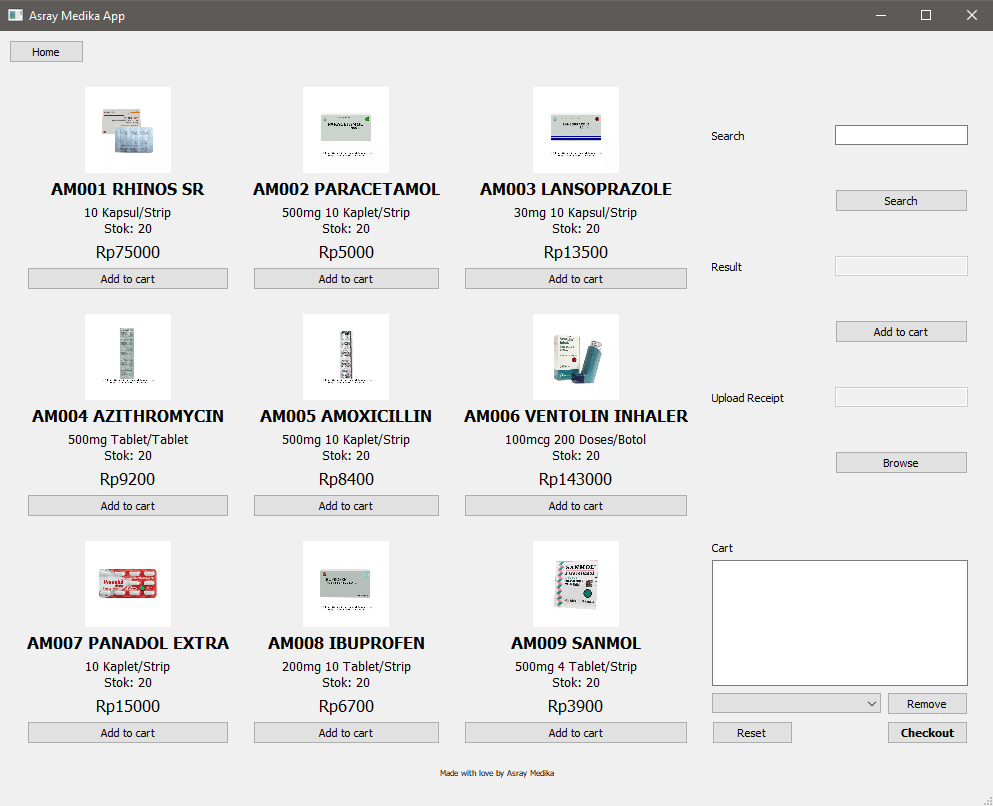 Asray Medika App
Home
AM001 RHINOS SR
10 Kapsul/Strip
Stok: 20
Rp75000
Add to cart
PARACETAMOL
AM002 PARACETAMOL
500mg 10 Kaplet/Strip
Stok: 20
Rp5000
Add to cart
LANSOPRAZOLE
AM003 LANSOPRAZOLE
30mg 10 Kapsul/Strip
Stok: 20
Rp13500
Add to cart
AM004 AZITHROMYCIN
500mg Tablet/Tablet
Stok: 20
Rp9200
Add to cart
AM005 AMOXICILLIN
500mg 10 Kaplet/Strip
Stok: 20
Rp8400
Add to cart
AM006 VENTOLIN INHALER
100mcg 200 Doses/Botol
Stok: 20
Rp143000
Add to cart
AM007 PANADOL EXTRA
10 Kaplet/Strip
Stok: 20
Rp15000
Add to cart
AM008 IBUPROFEN
200mg 10 Tablet/Strip
Stok: 20
Rp6700
Add to cart
SANMOL
AM009 SANMOL
500mg 4 Tablet/Strip
Stok: 20
Rp3900
Add to cart
Search
Search
Result
Add to cart
Upload Receipt
Browse
Cart
Remove
Reset
Checkout
Made with love by Asray Medika